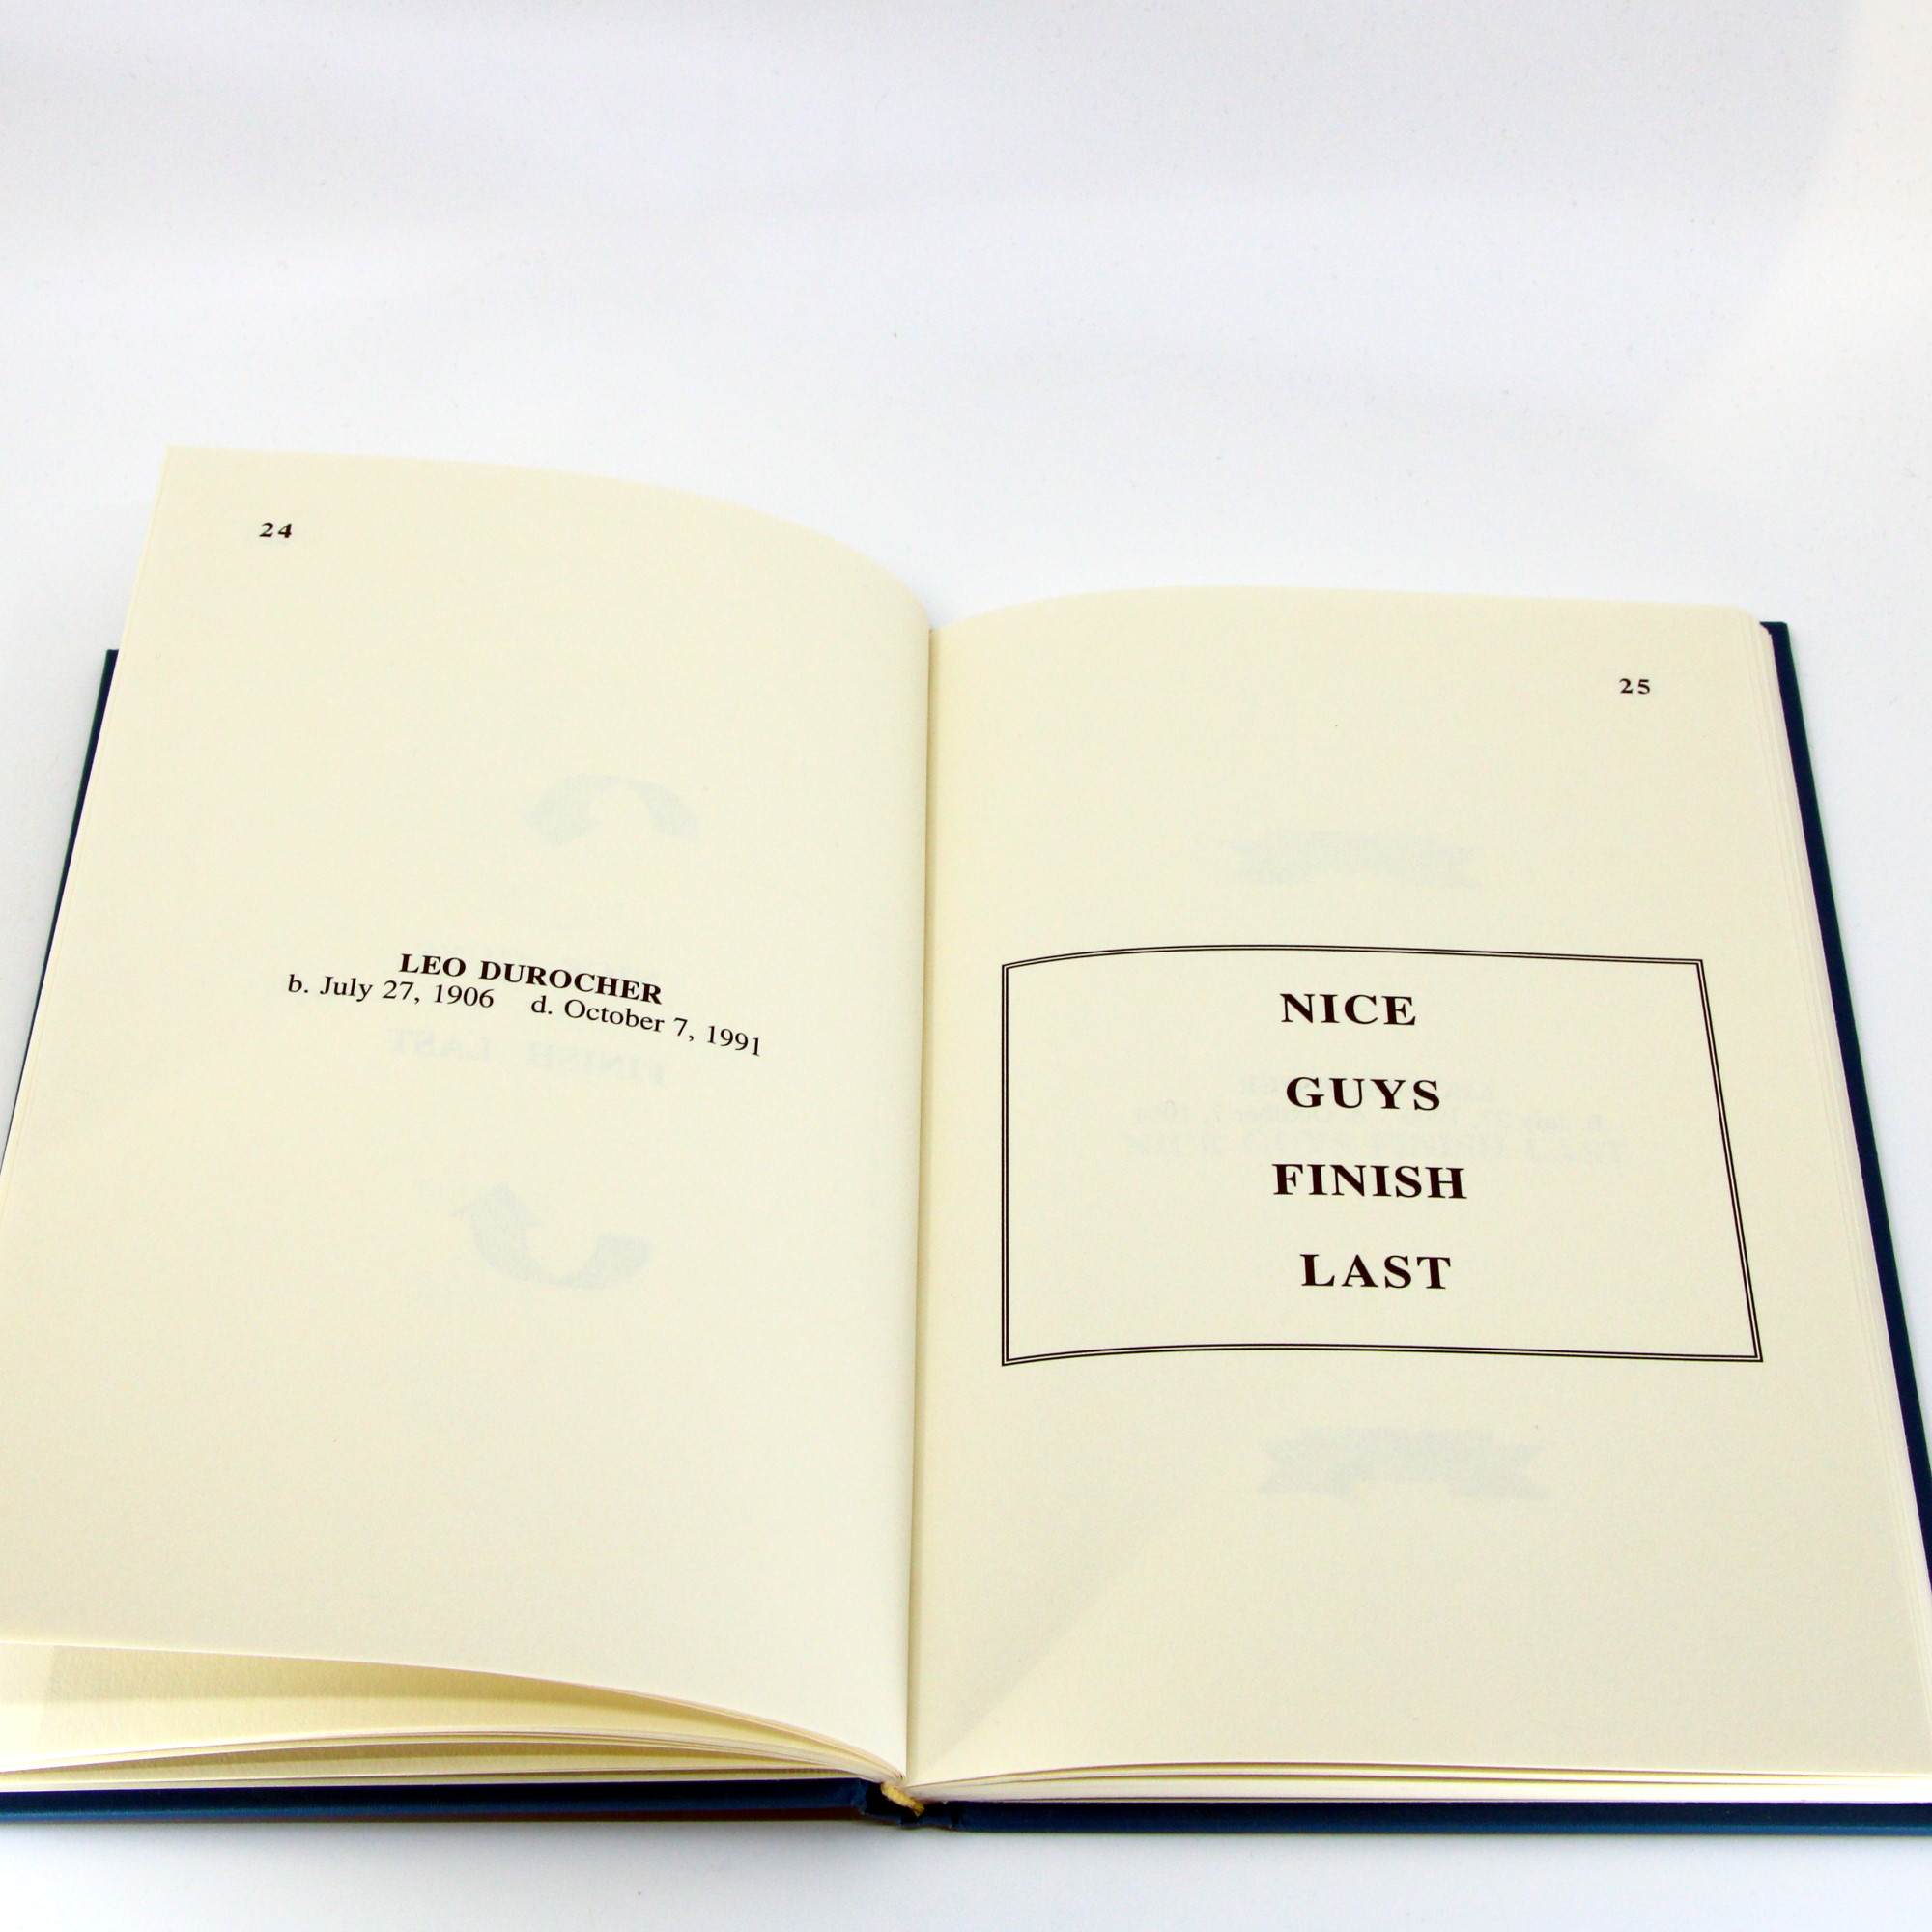 24
LEO DUROCHER
b. July 27, 1906 d. October 7, 1991
25
NICE
GUYS
FINISH
LAST